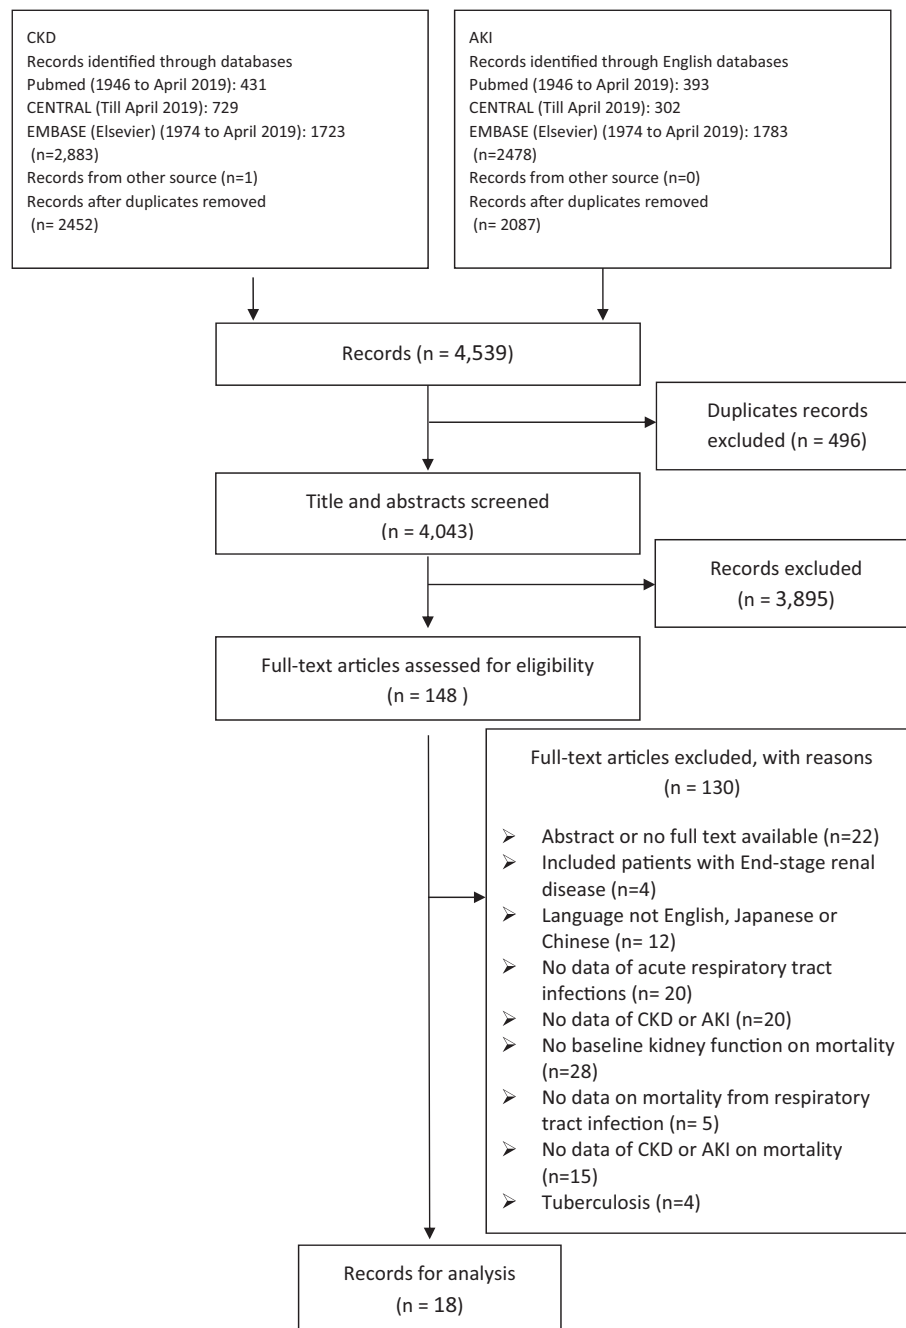 CKD
Records identified through databases
Pubmed (1946 to April 2019): 431
CENTRAL (Till April 2019): 729
EMBASE (Elsevier) (1974 to April 2019): 1723
(n=2,883)
Records from other source (n=1)
Records after duplicates removed
(n= 2452)
AKI
Records identified through English databases
Pubmed (1946 to April 2019): 393
CENTRAL (Till April 2019): 302
EMBASE (Elsevier) (1974 to April 2019): 1783
(n=2478)
Records from other source (n=0)
Records after duplicates removed
(n= 2087)
Records (n = 4,539)
Duplicates records
excluded (n = 496)
Title and abstracts screened
(n = 4,043)
Records excluded
(n = 3,895)
Full-text articles assessed for eligibility
(n = 148 )
Full-text articles excluded, with reasons
(n = 130)
➢ Abstract or no full text available (n=22)
➢ Included patients with End-stage renal
disease (n=4)
➢ Language not English, Japanese or
Chinese (n= 12)
➢ No data of acute respiratory tract
infections (n= 20)
➢ No data of CKD or AKI (n=20)
➢ No baseline kidney function on mortality
(n=28)
➢ No data on mortality from respiratory
tract infection (n= 5)
➢ No data of CKD or AKI on mortality
(n=15)
➢ Tuberculosis (n=4)
Records for analysis
(n = 18)